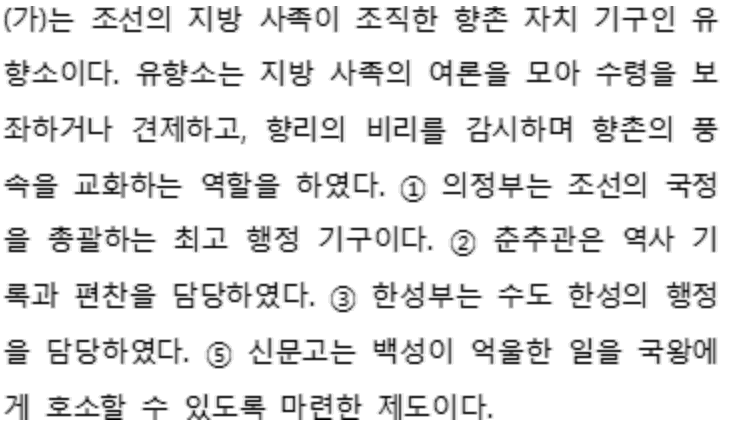 (가)는 조선의 지방 사족이 조직한 향촌 자치 기구인 유
향소이다. 유향소는 지방 사족의 여론을 모아 수령을 보
좌하거나 견제하고, 향리의 비리를 감시하며 향촌의 풍
속을 교화하는 역할을 하였다. ① 의정부는 조선의 국정
을 총괄하는 최고 행정 기구이다. ② 춘추관은 역사 기
록과 편찬을 담당하였다. ③ 한성부는 수도 한성의 행정
을 담당하였다. ⑤ 신문고는 백성이 억울한 일을 국왕에
게 호소할 수 있도록 마련한 제도이다.